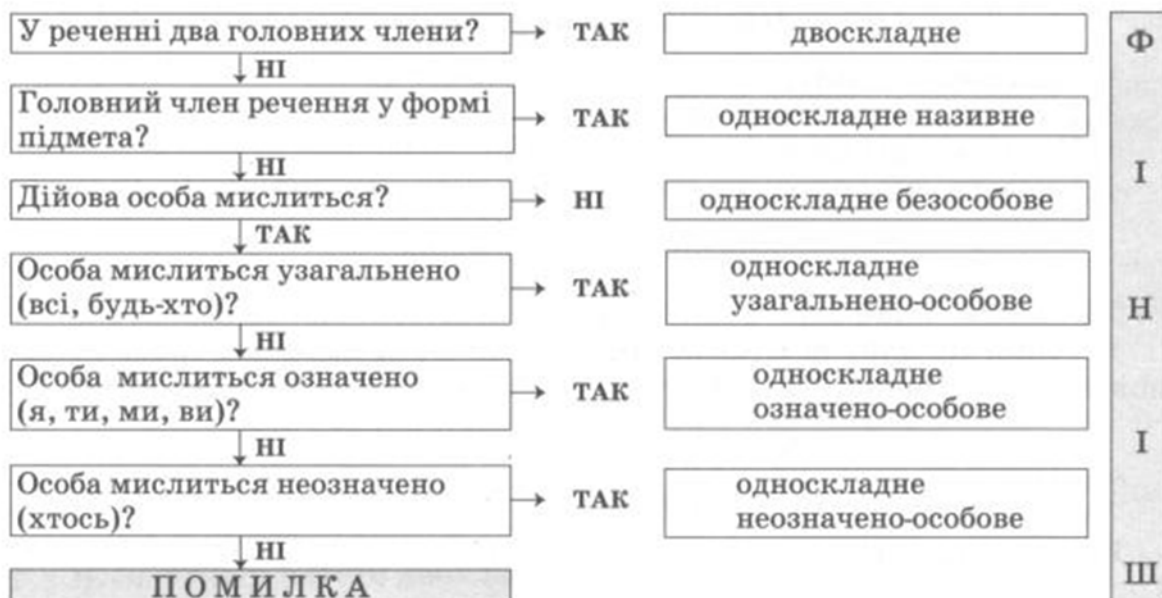 У реченні два головних члени? ТАК двоскладне
НІ
Головний член речення у формі
підмета? ТАК односкладне називне
НІ
Дійова особа мислиться? НІ односкладне безособове
ТАК
Особа мислиться узагальнено
(всі, будь-хто)? ТАК односкладне
узагальнено-особове
НІ
Особа мислиться означено
(я, ти, ми, ви)? ТАК односкладне
означено-особове
НІ
Особа мислиться неозначено
(хтось)? ТАК односкладне
неозначено-особове
НІ
ПОМИЛКА
Ф
І
Н
І
Ш